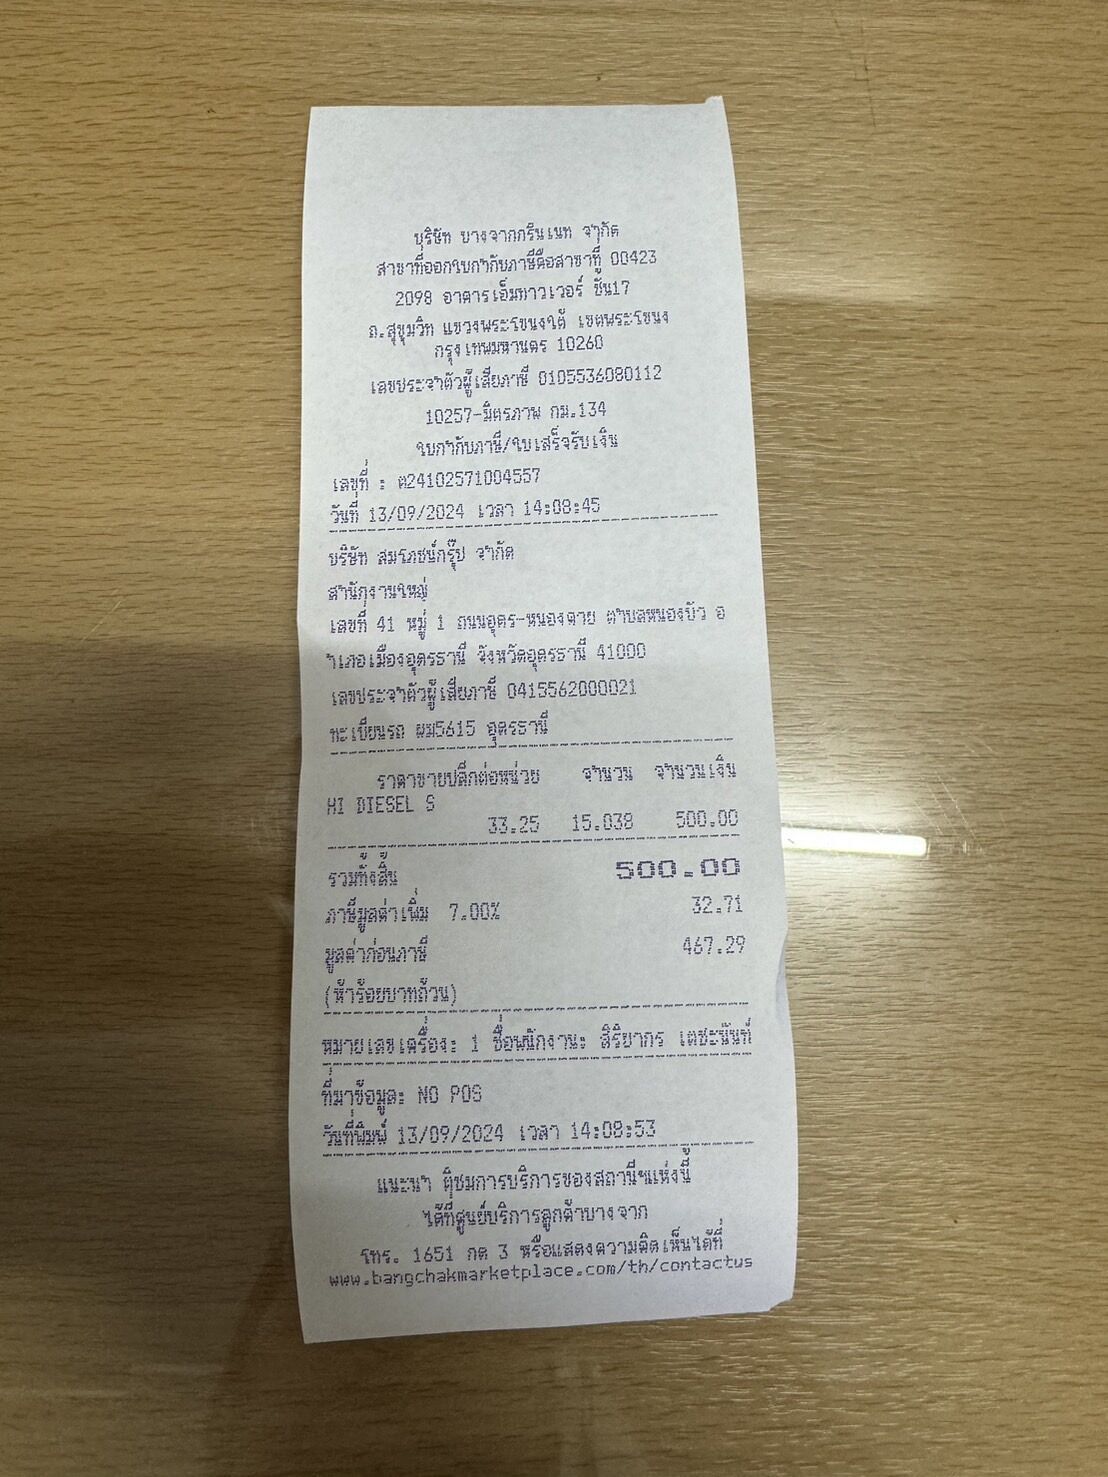 บริษัท บางจากกรีนเนท จำกัด
สาขาที่ออกใบกำกับภาษีคือสาขาที่ 00423
2098 อาคารเอ็มทาวเวอร์ ชั้น17
ถ.สุขุมวิท แขวงพระโขนงใต้ เขตพระโขนง
กรุงเทพมหานคร 10260
เลขประจำตัวผู้เสียภาษี 0105536080112
10257-มิตรภาพ กม.134
ใบกำกับภาษี/ใบเสร็จรับเงิน
เลขที่ : ต24102571004557
วันที่ 13/09/2024 เวลา 14:08:45
บริษัท สมโภชน์กรุ๊ป จำกัด
สำนักงานใหญ่
เลขที่ 41 หมู่ 1 ถนนอุดร-หนองคาย ตำบลหนองบัว อ
ำเภอเมืองอุดรธานี จังหวัดอุดรธานี 41000
เลขประจำตัวผู้เสียภาษี 0415562000021
ทะเบียนรถ ผม5615 อุดรธานี
ราคาขายปลีกต่อหน่วย จำนวน จำนวนเงิน
HI DIESEL S
33.25 15.038 500.00
รวมทั้งสิ้น 500.00
ภาษีมูลค่าเพิ่ม 7.00% 32.71
มูลค่าก่อนภาษี 467.29
(ห้าร้อยบาทถ้วน)
หมายเลขเครื่อง: 1 ชื่อพนักงาน: สิริยากร เตชะนันท์
ที่มาข้อมูล: NO POS
วันที่พิมพ์ 13/09/2024 เวลา 14:08:53
แนะนำ ติชมการบริการของสถานีฯแห่งนี้
ได้ที่ศูนย์บริการลูกค้าบางจาก
โทร. 1651 กด 3 หรือแสดงความคิดเห็นได้ที่
www.bangchakmarketplace.com/th/contactus